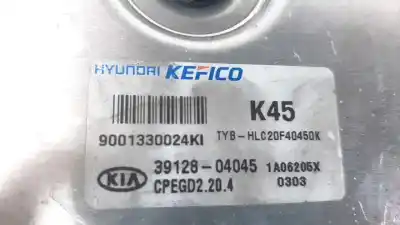 HYUNDAI KEFICO
K45
9001330024KI TYB-HLC20F40450K
KIA 39128-04045 1A06205X
CPEGD2.20.4 0303